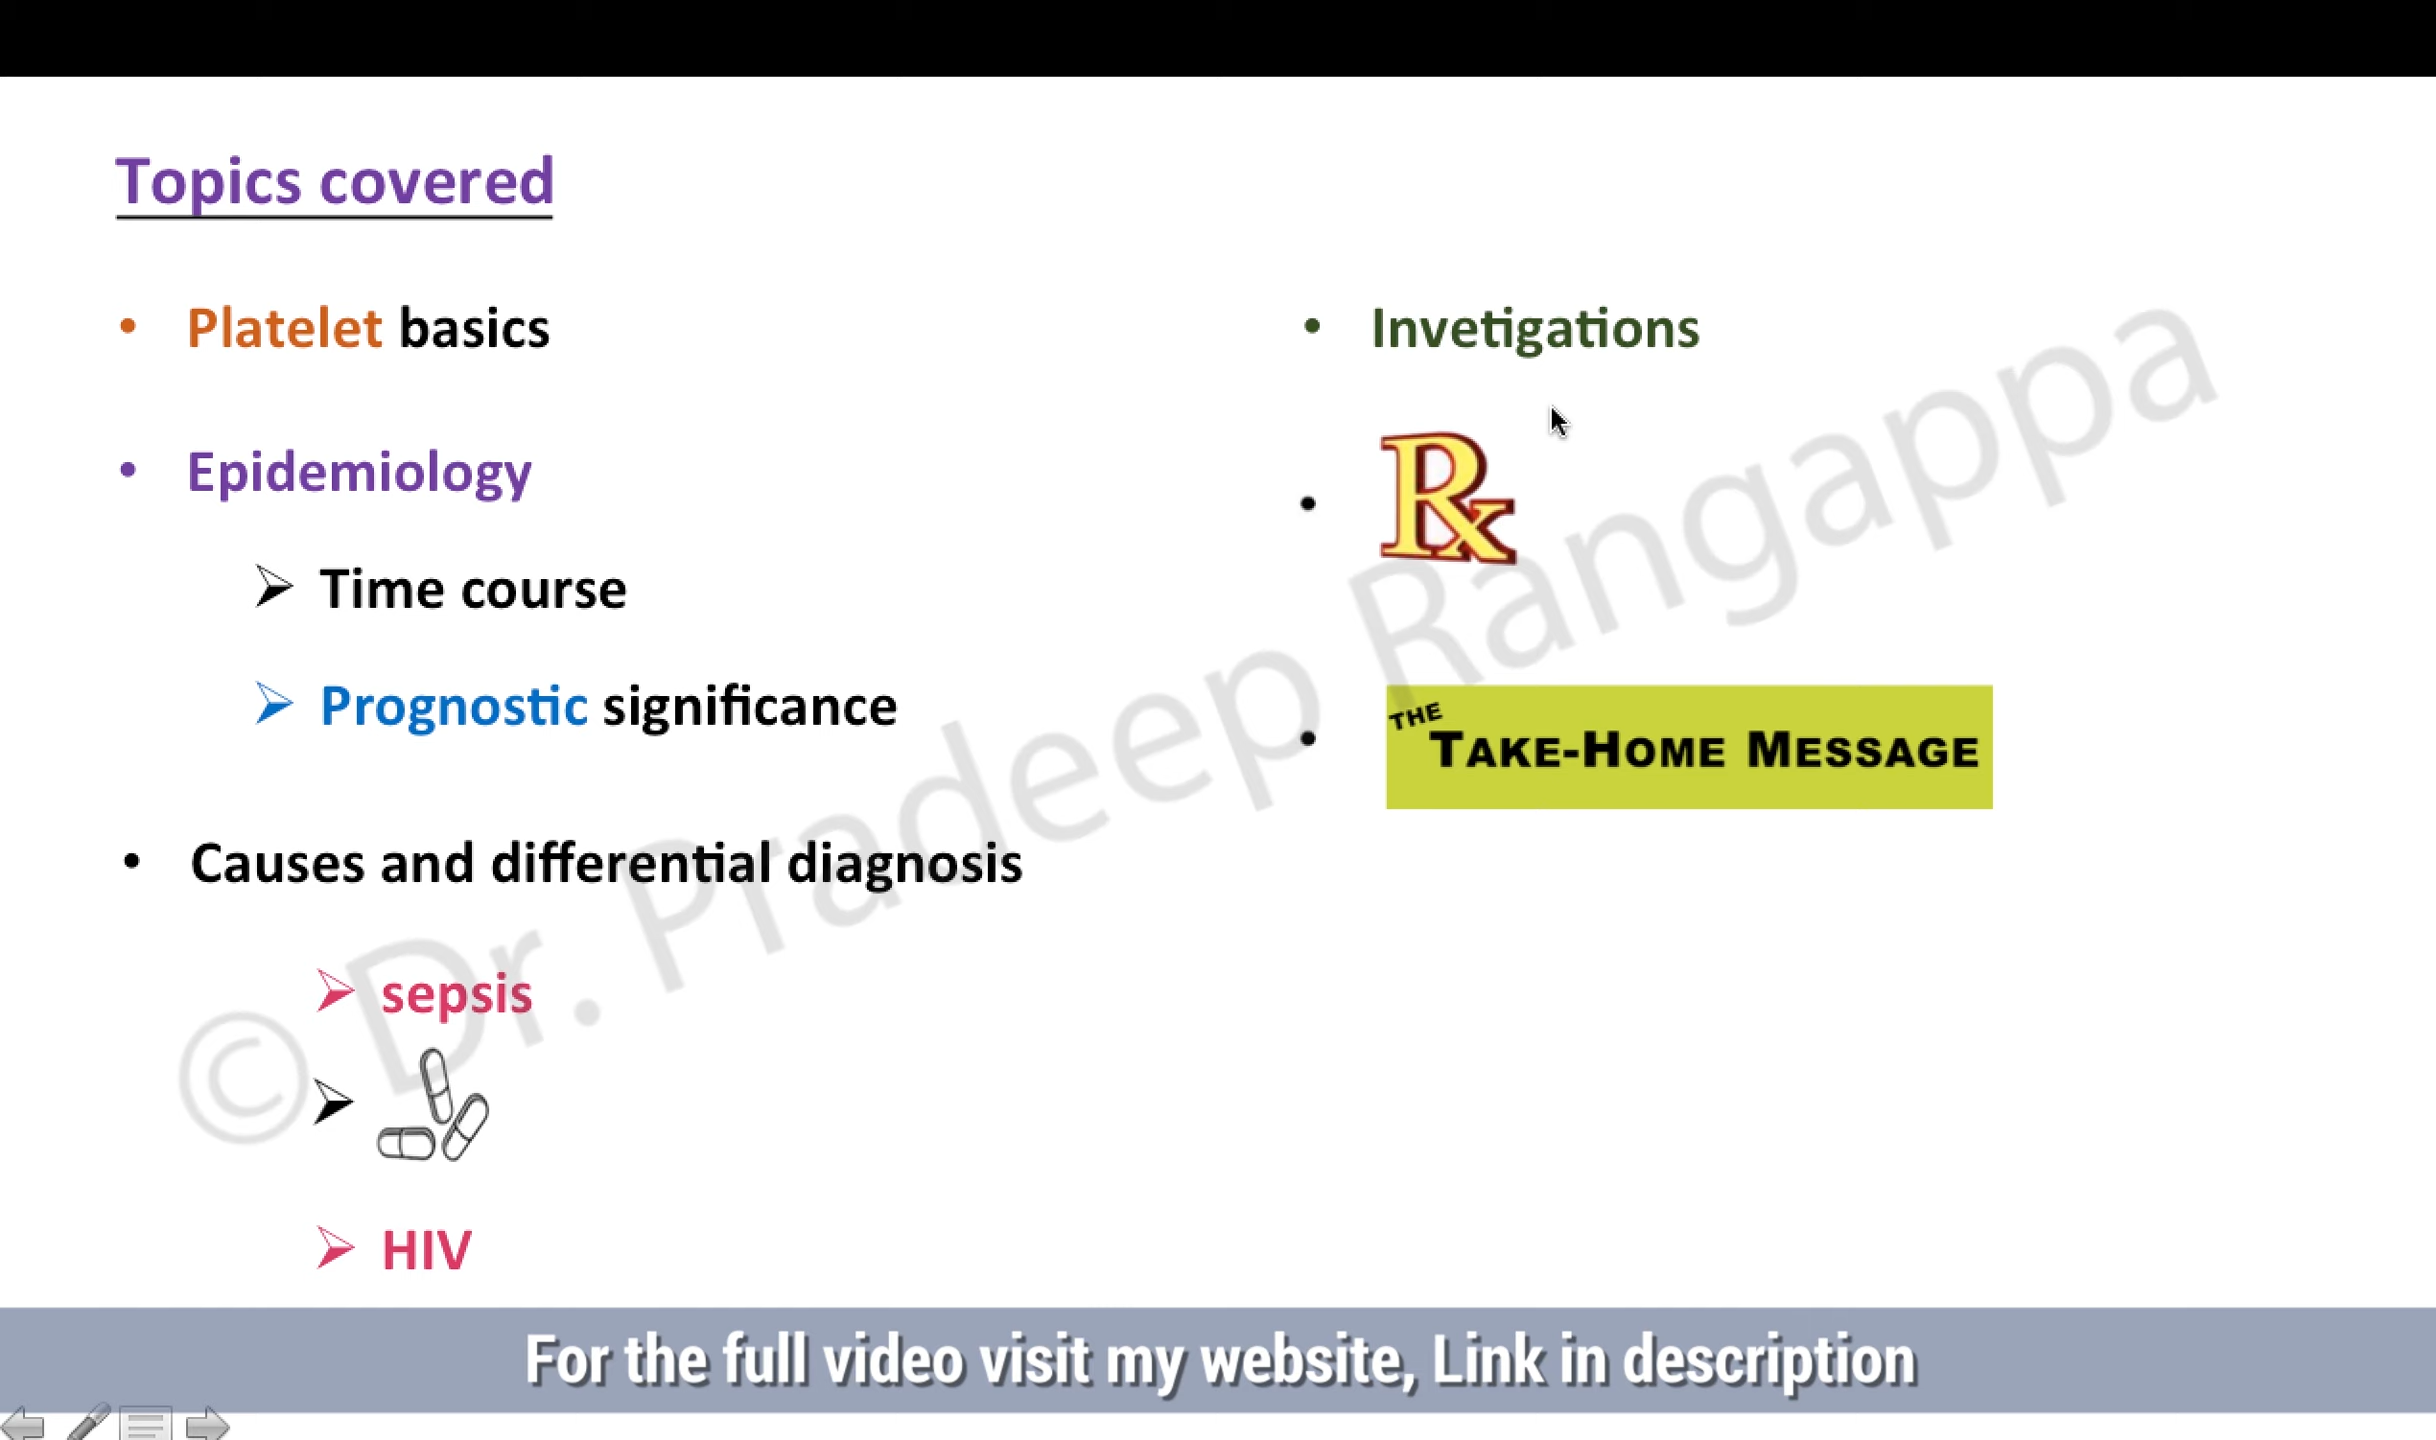 Topics covered
• Platelet basics
• Epidemiology
➢ Time course
➢ Prognostic significance
• Causes and differential diagnosis
➢ sepsis
➢ HIV
• Invetigations
• Rx
• THE TAKE-HOME MESSAGE
© Dr. Pradeep Rangappa
For the full video visit my website, Link in description